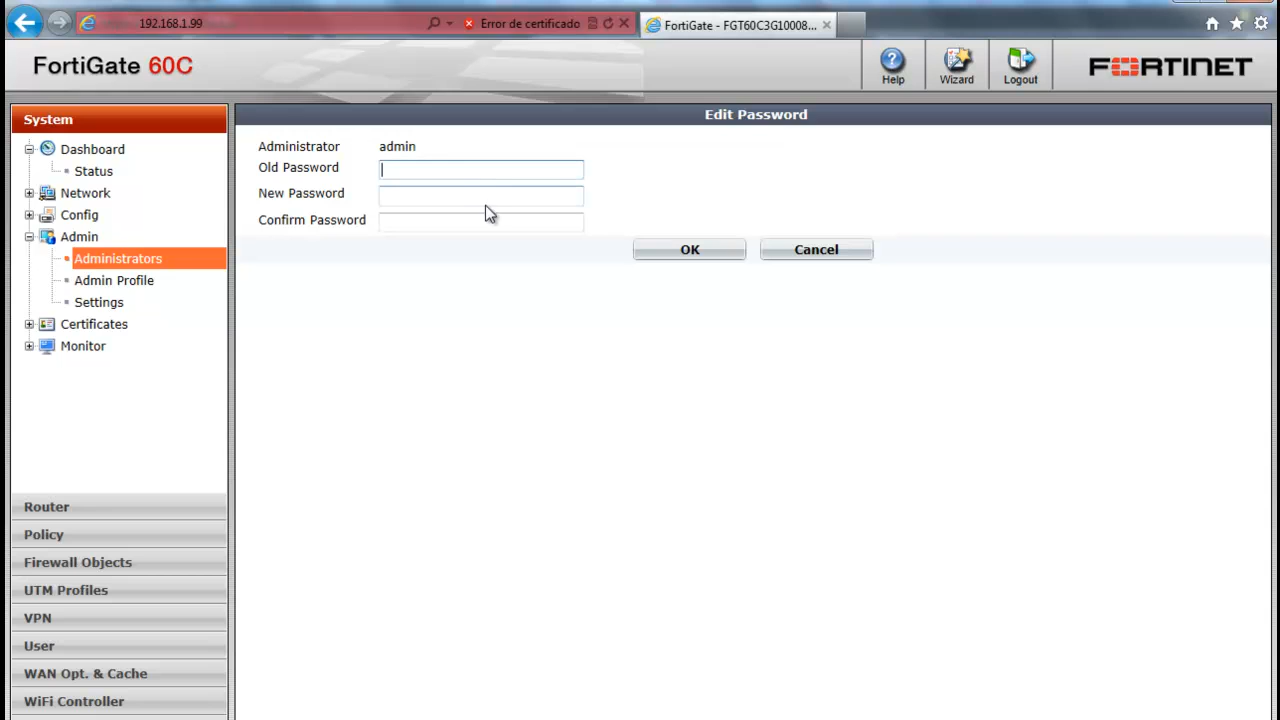 192.168.1.99
Error de certificado
FortiGate - FGT60C3G10008...
FortiGate 60C
Help
Wizard
Logout
FORTINET
System
Dashboard
Status
Network
Config
Admin
Administrators
Admin Profile
Settings
Certificates
Monitor
Router
Policy
Firewall Objects
UTM Profiles
VPN
User
WAN Opt. & Cache
WiFi Controller
Edit Password
Administrator admin
Old Password
New Password
Confirm Password
OK
Cancel